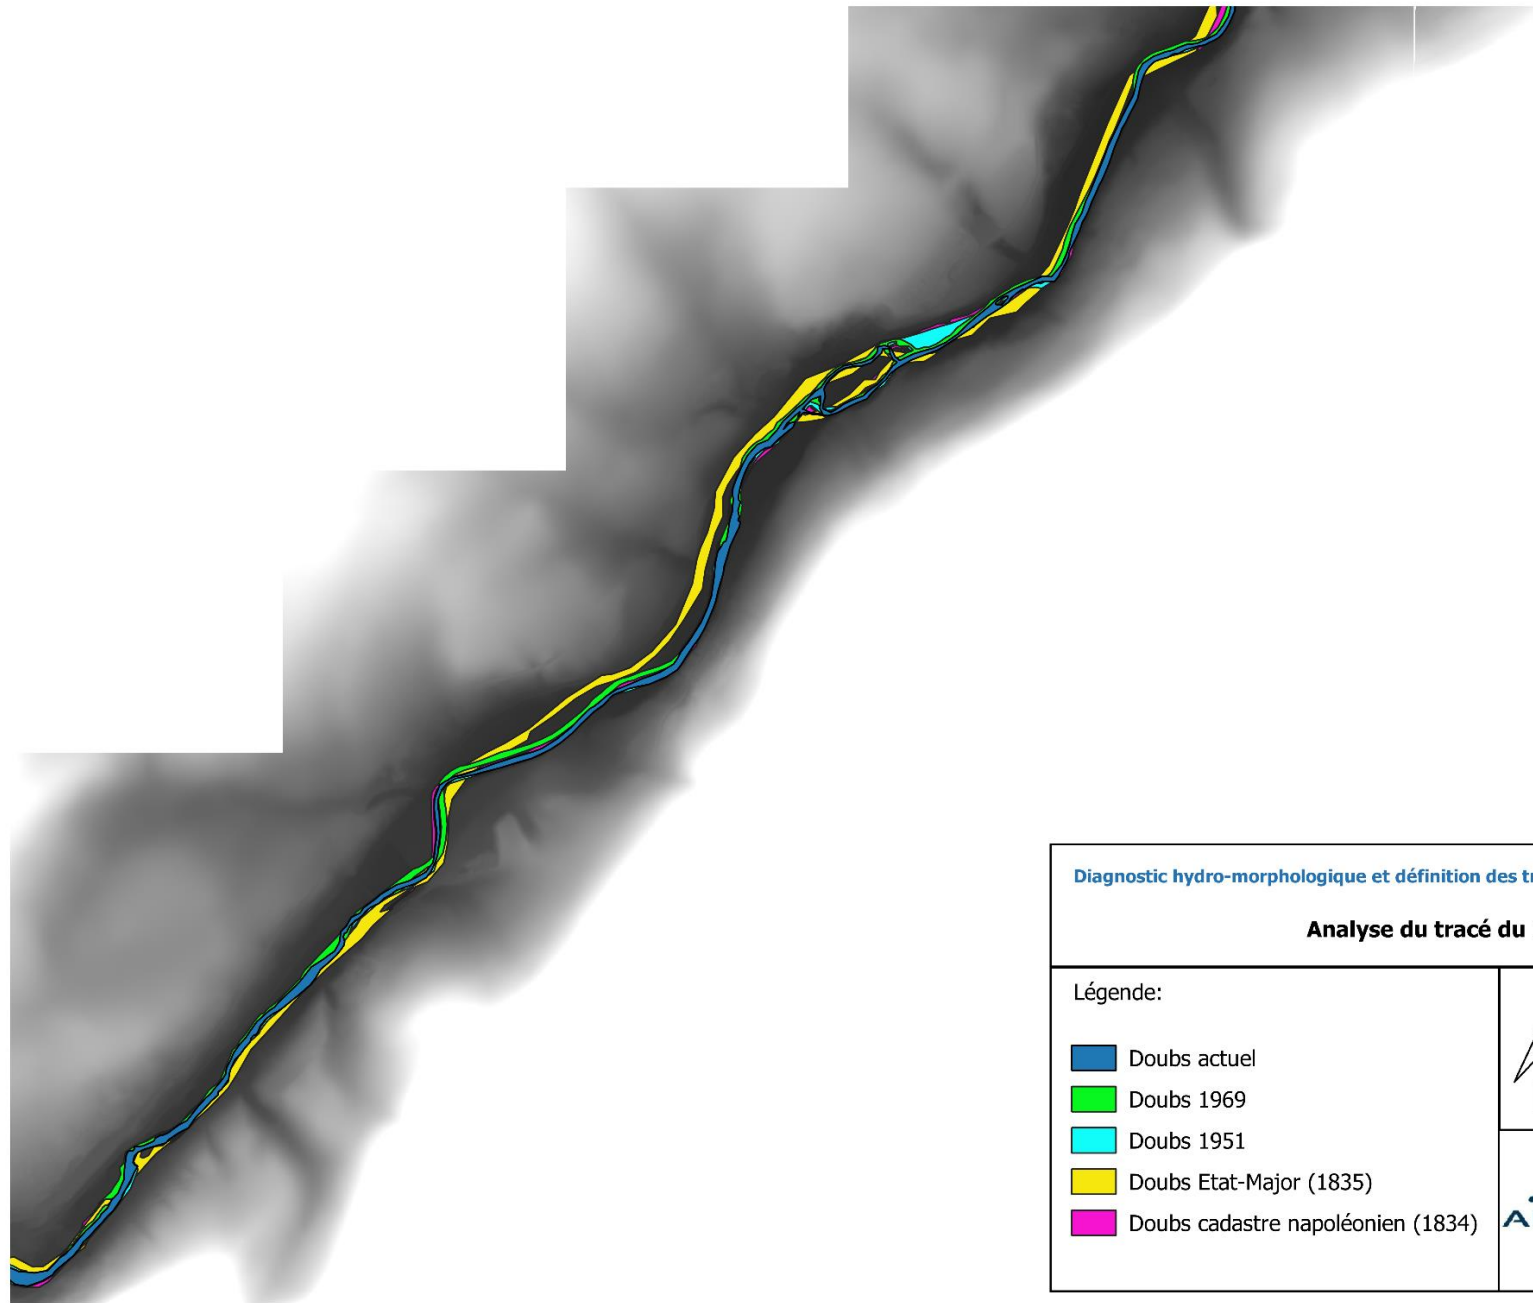 Diagnostic hydro-morphologique et définition des
Analyse du tracé du
Légende:
Doubs actuel
Doubs 1969
Doubs 1951
Doubs Etat-Major (1835)
Doubs cadastre napoléonien (1834)